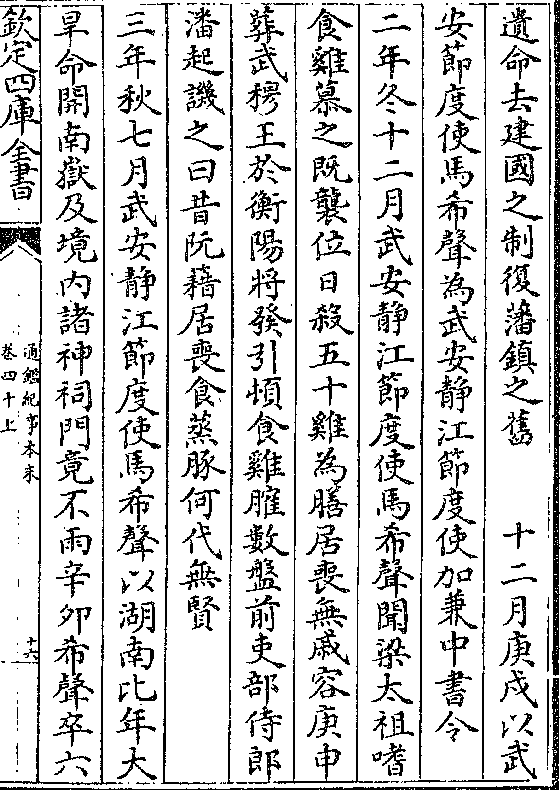 遺命去建國之制復藩鎮之舊　　十二月庚戌以武
安節度使馬希聲為武安静江節度使加兼中書令
二年冬十二月武安静江節度使馬希聲聞梁太祖嗜
食雞慕之既襲位日殺五十雞為膳居喪無戚容庚申
葬武穆王於衡陽將發引頓食雞臛數盤前吏部侍郎
潘起譏之曰昔阮籍居喪食蒸豚何代無賢
三年秋七月武安静江節度使馬希聲以湖南比年大
旱命開南嶽及境内諸神祠門竟不雨辛夘希聲卒六
欽定四庫全書
通鑑紀事本末
卷四十上
十六